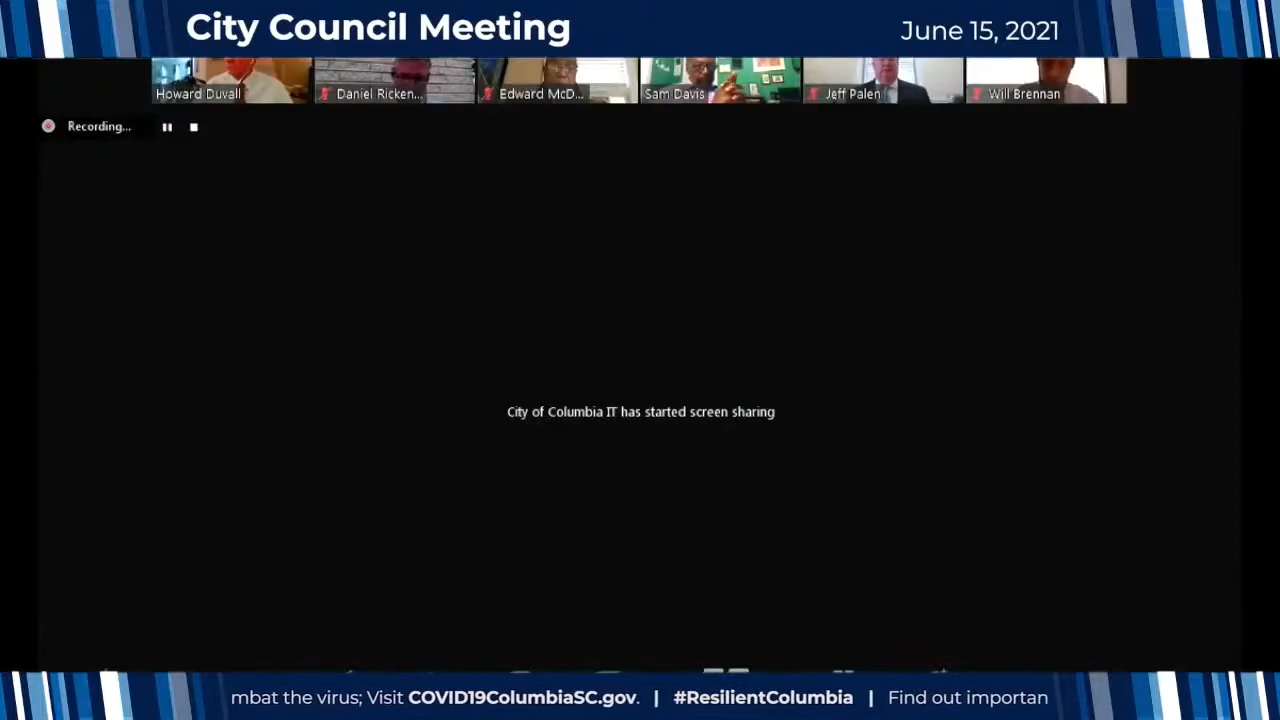 City Council Meeting
June 15, 2021
Howard Duvall
Daniel Ricken...
Edward McD...
Sam Davis
Jeff Palen
Will Brennan
Recording...
City of Columbia IT has started screen sharing
mbat the virus; Visit COVID19ColumbiaSC.gov. | #ResilientColumbia | Find out importan